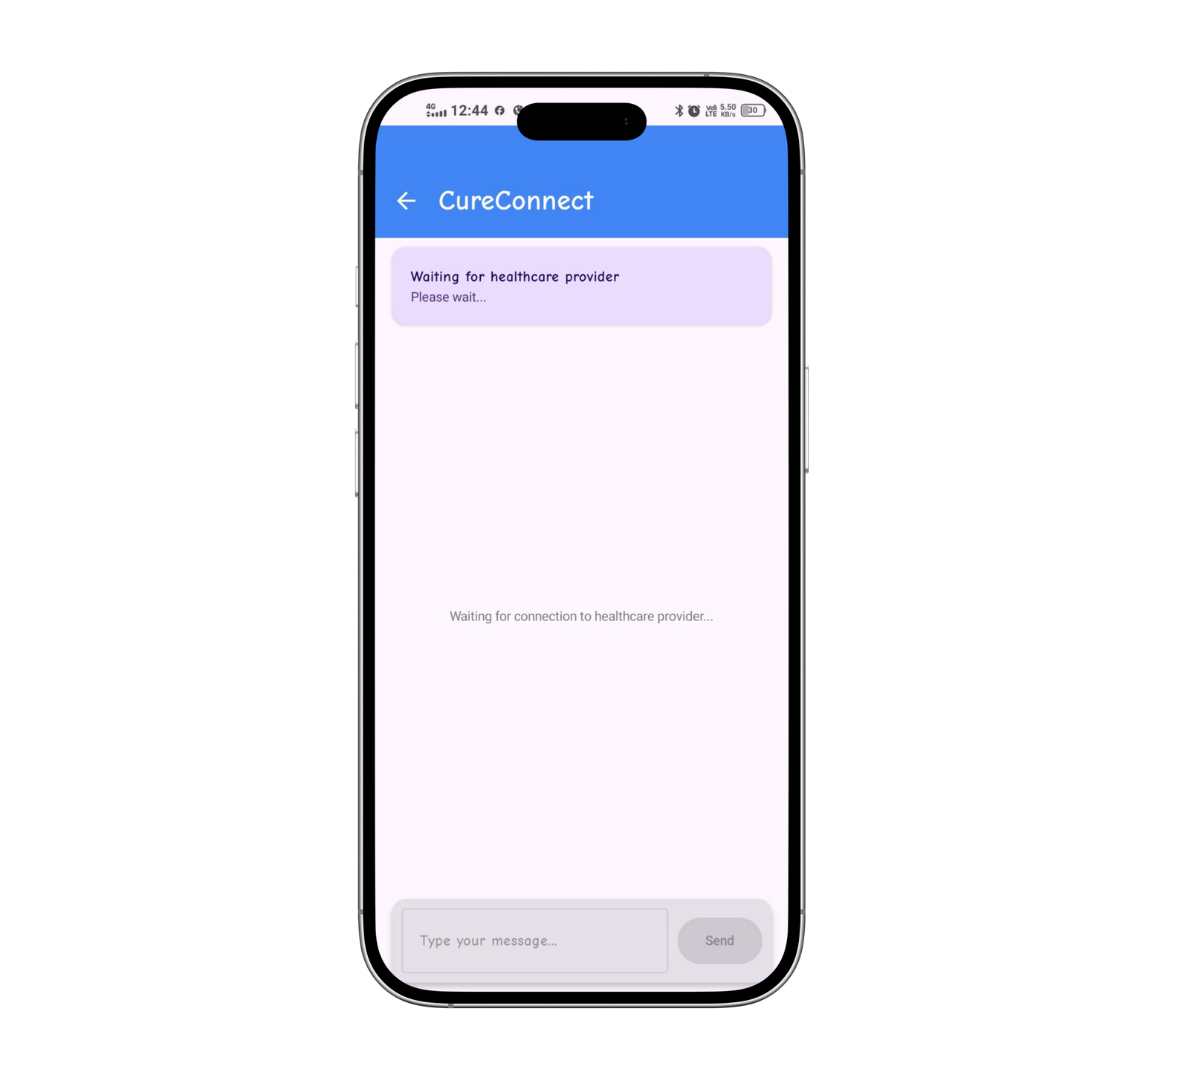 4G 12:44 Vo) LTE 5.50 KB/s 30
CureConnect
Waiting for healthcare provider
Please wait...
Waiting for connection to healthcare provider...
Type your message... Send